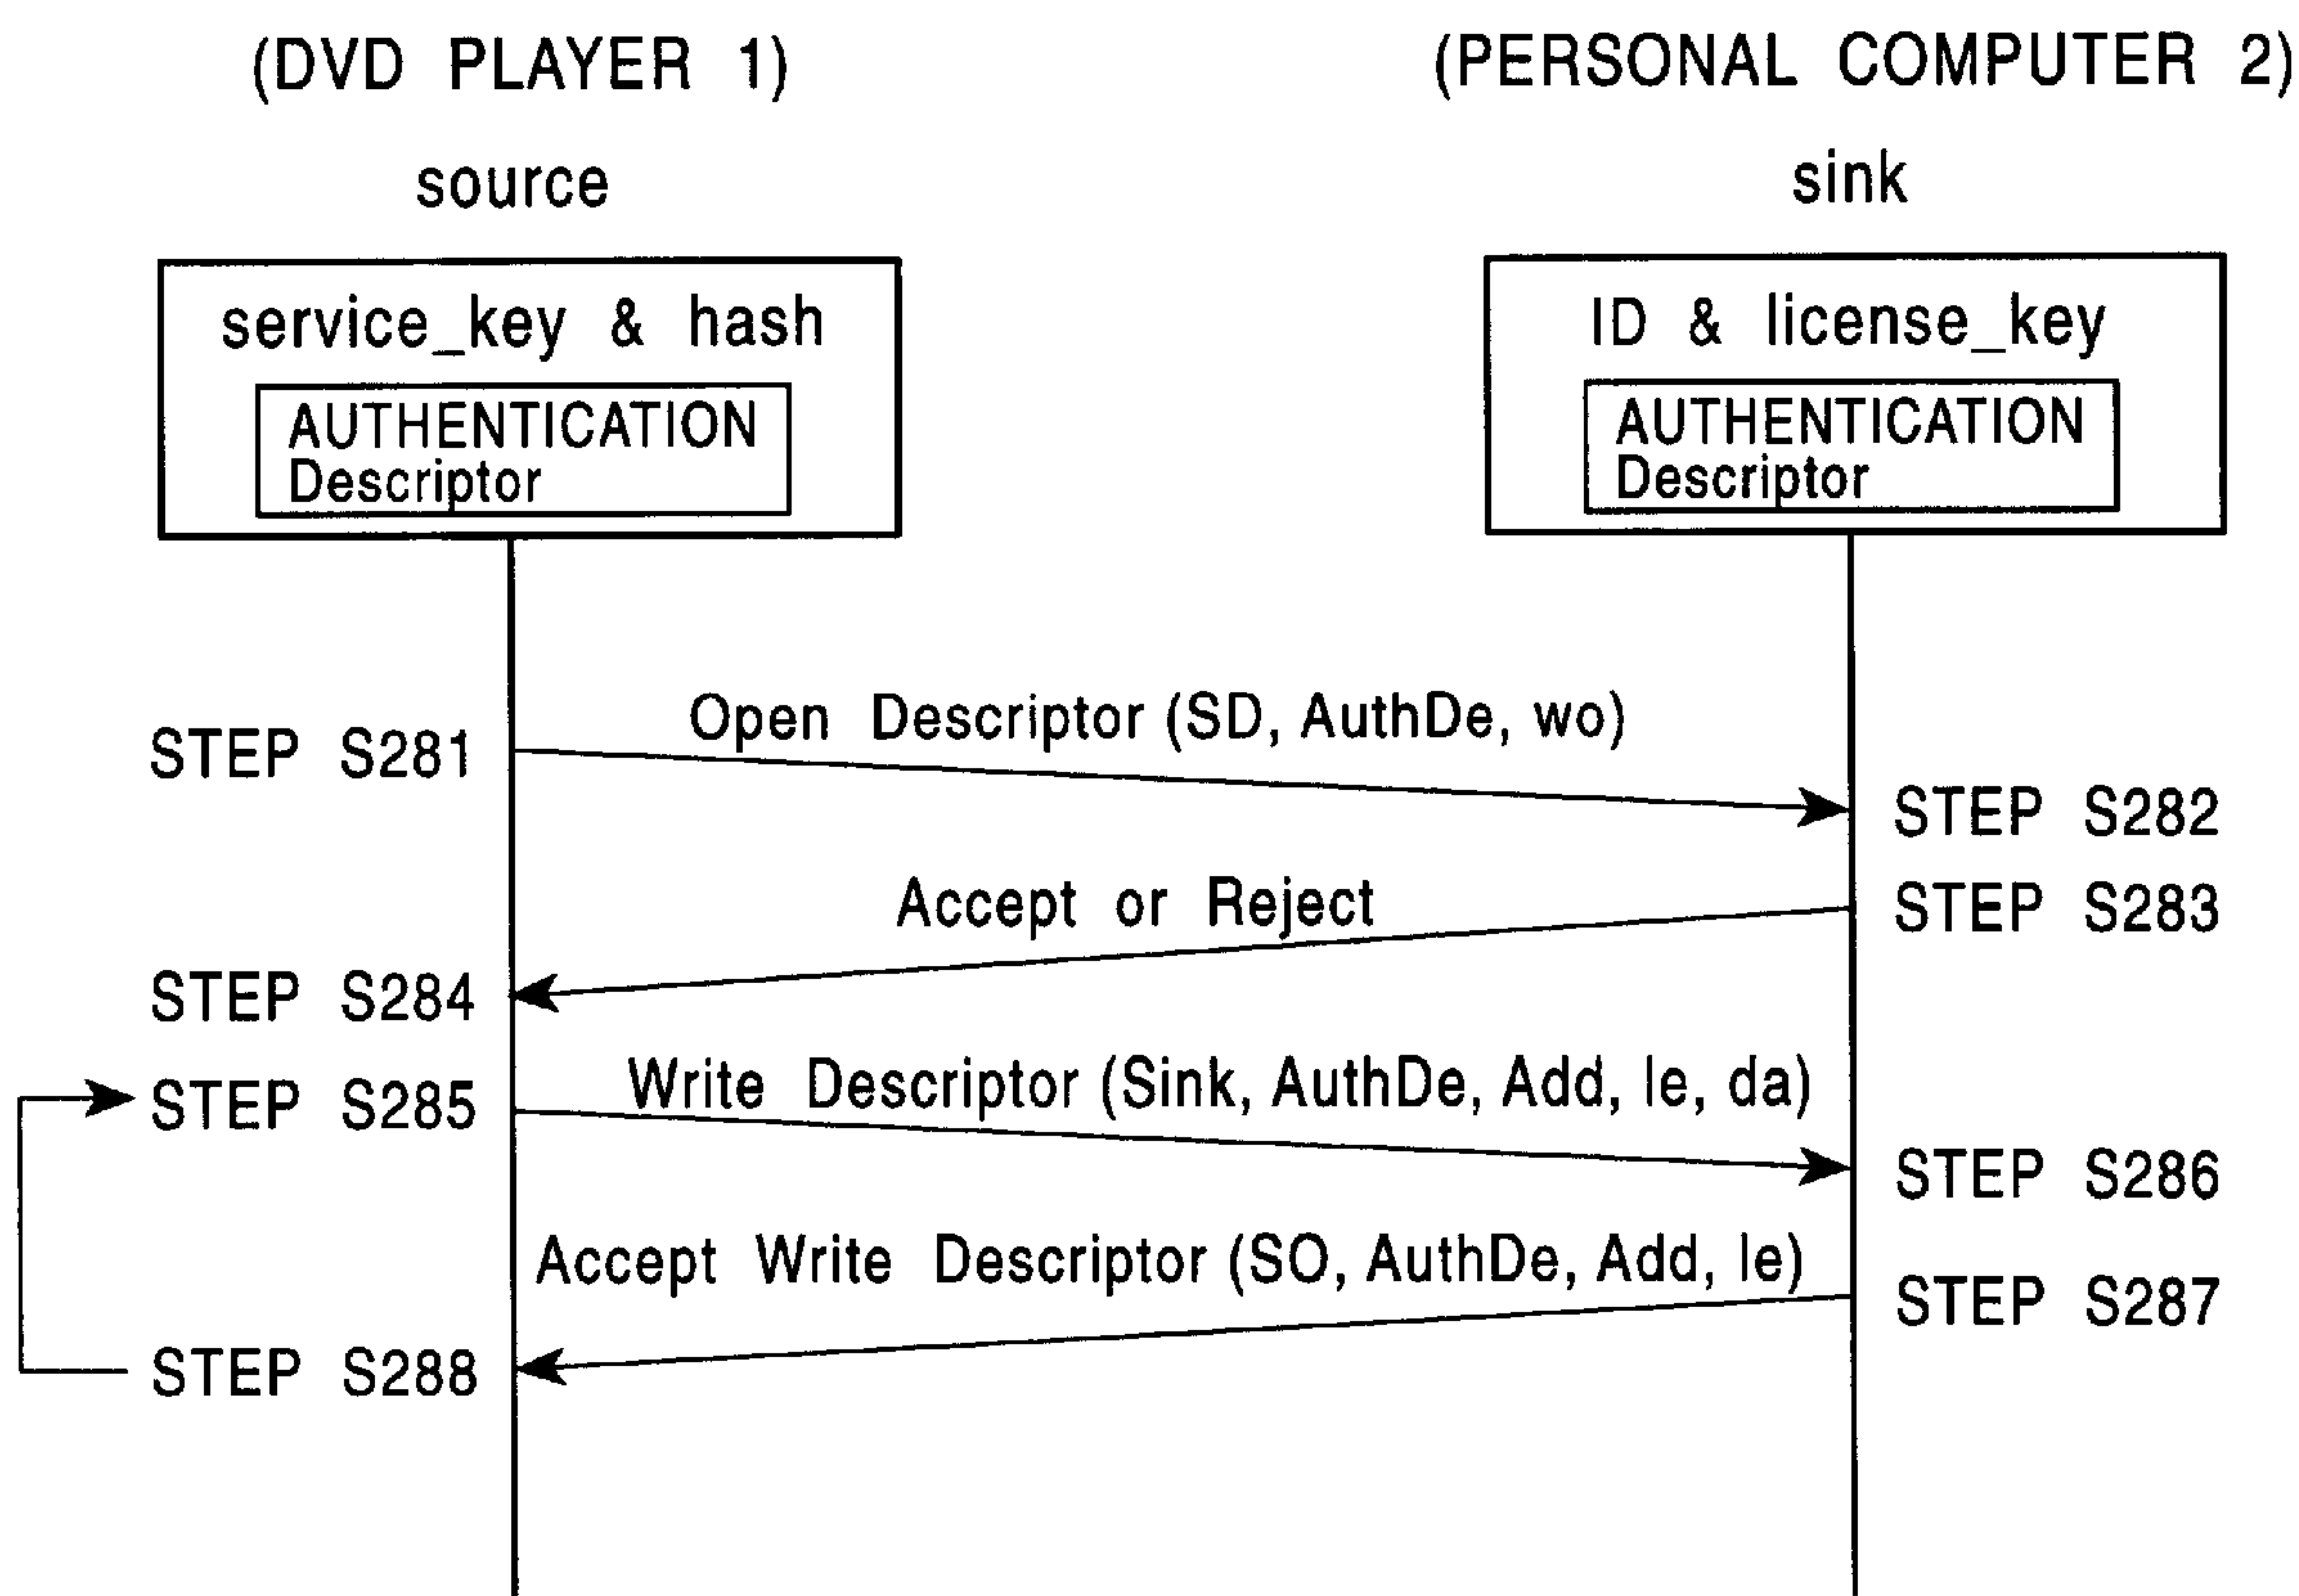 (DVD PLAYER 1)
(PERSONAL COMPUTER 2)
source
sink
service_key & hash
AUTHENTICATION
Descriptor
ID & license_key
AUTHENTICATION
Descriptor
Open Descriptor (SD, AuthDe, wo)
STEP S281
STEP S282
Accept or Reject
STEP S283
STEP S284
Write Descriptor (Sink, AuthDe, Add, le, da)
STEP S285
STEP S286
Accept Write Descriptor (SO, AuthDe, Add, le)
STEP S287
STEP S288